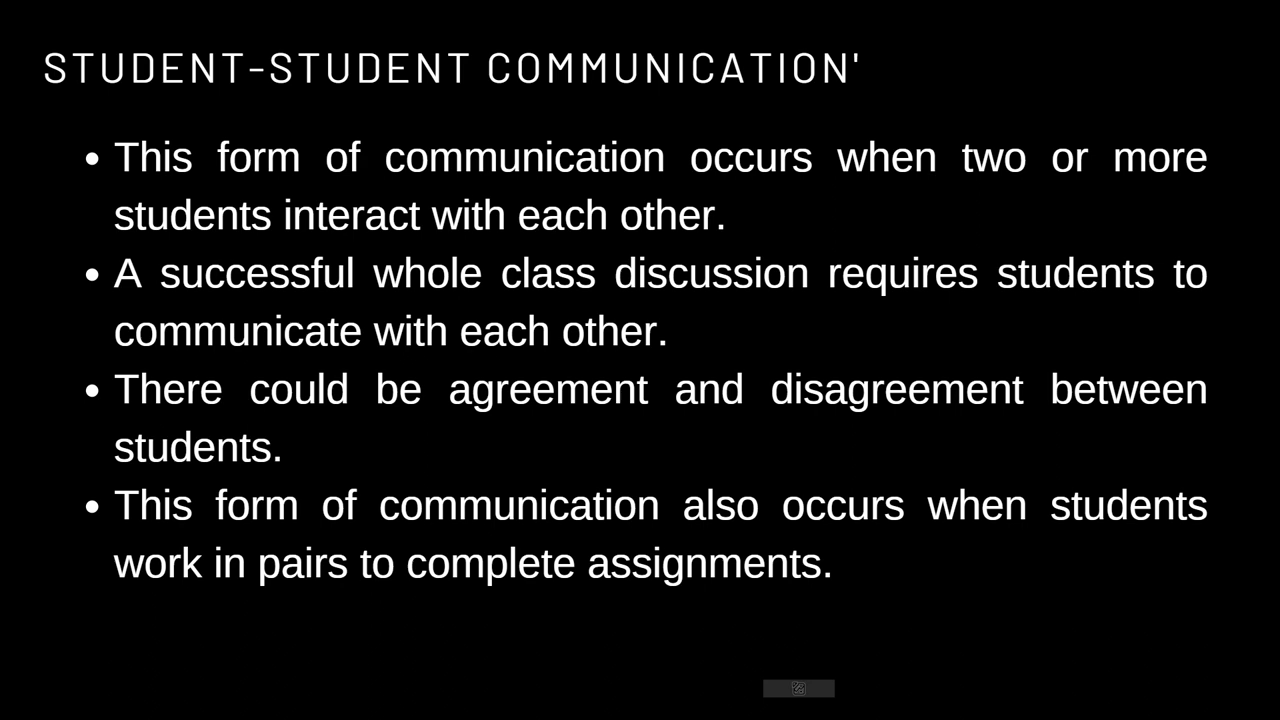 STUDENT-STUDENT COMMUNICATION'
• This form of communication occurs when two or more
students interact with each other.
• A successful whole class discussion requires students to
communicate with each other.
• There could be agreement and disagreement between
students.
• This form of communication also occurs when students
work in pairs to complete assignments.